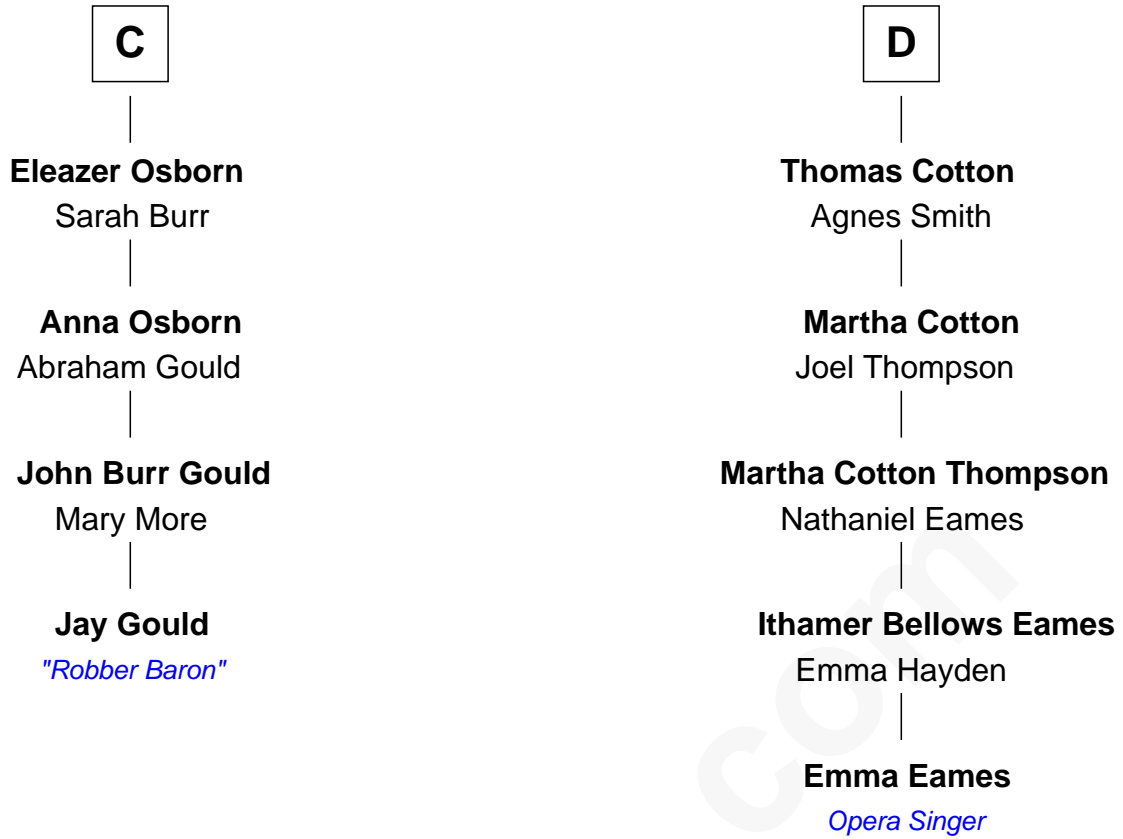 C
Eleazer Osborn
Sarah Burr
Anna Osborn
Abraham Gould
John Burr Gould
Mary More
Jay Gould
"Robber Baron"
D
Thomas Cotton
Agnes Smith
Martha Cotton
Joel Thompson
Martha Cotton Thompson
Nathaniel Eames
Ithamer Bellows Eames
Emma Hayden
Emma Eames
Opera Singer
com